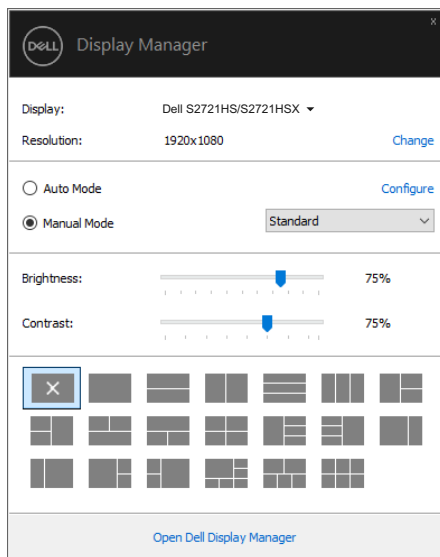 x
DELL Display Manager
Display: Dell S2721HS/S2721HSX
Resolution: 1920x1080 Change
Auto Mode Configure
Manual Mode Standard
Brightness: 75%
Contrast: 75%
Open Dell Display Manager